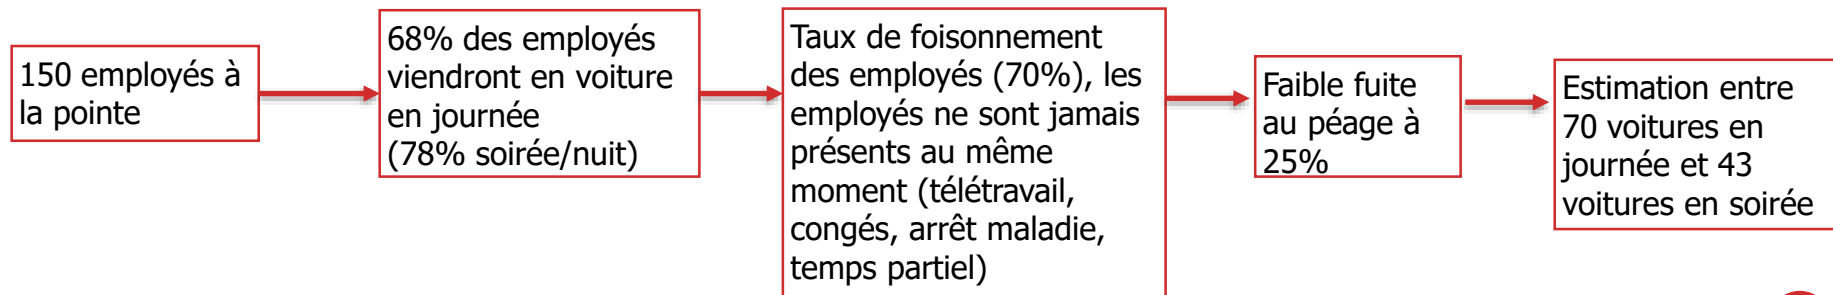 150 employés à
la pointe
68% des employés
viendront en voiture
en journée
(78% soirée/nuit)
Taux de foisonnement
des employés (70%), les
employés ne sont jamais
présents au même
moment (télétravail,
congés, arrêt maladie,
temps partiel)
Faible fuite
au péage à
25%
Estimation entre
70 voitures en
journée et 43
voitures en soirée